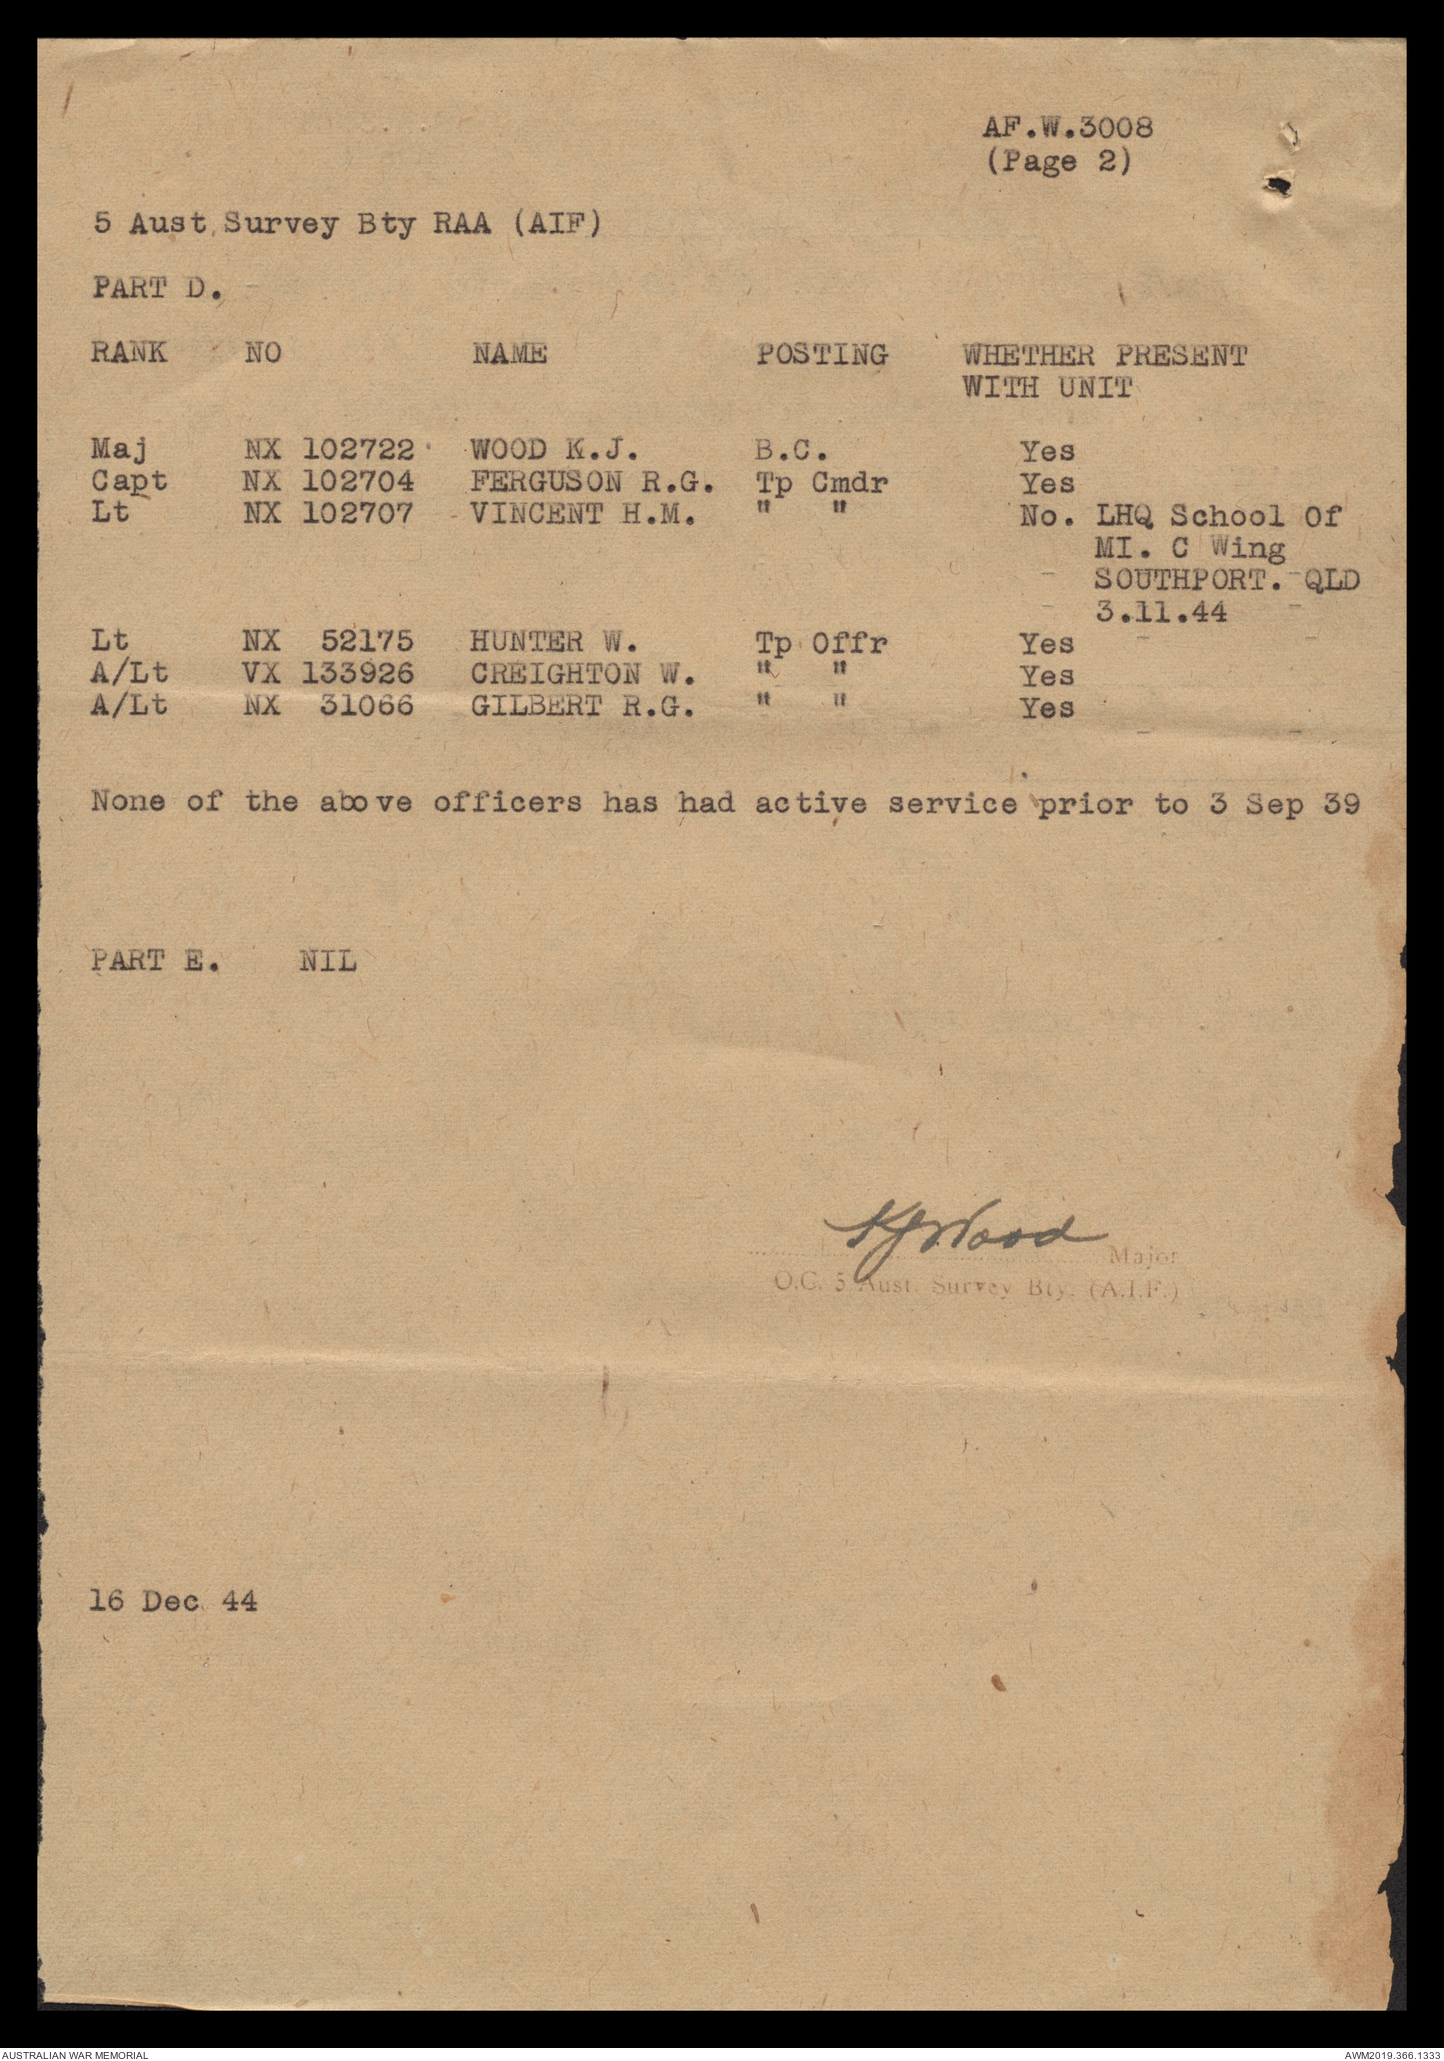 AF.W.3008
(Page 2)
5 Aust Survey Bty RAA (AIF)
PART D.
RANK NO NAME POSTING WHETHER PRESENT
WITH UNIT
Maj NX 102722 WOOD K.J. B.C. Yes
Capt NX 102704 FERGUSON R.G. Tp Cmdr Yes
Lt NX 102707 - VINCENT H.M. " " No. LHQ School Of
MI. C Wing
SOUTHPORT. QLD
3.11.44
Lt NX 52175 HUNTER W. Tp Offr Yes
A/Lt VX 133926 CREIGHTON W. " " Yes
A/Lt NX 31066 GILBERT R.G. " " Yes
None of the above officers has had active service prior to 3 Sep 39
PART E. NIL
KJWood
Major
O.C. 5 Aust. Survey Bty. (A.I.F.)
16 Dec 44
AUSTRALIAN WAR MEMORIAL
AWM2019.366.1333